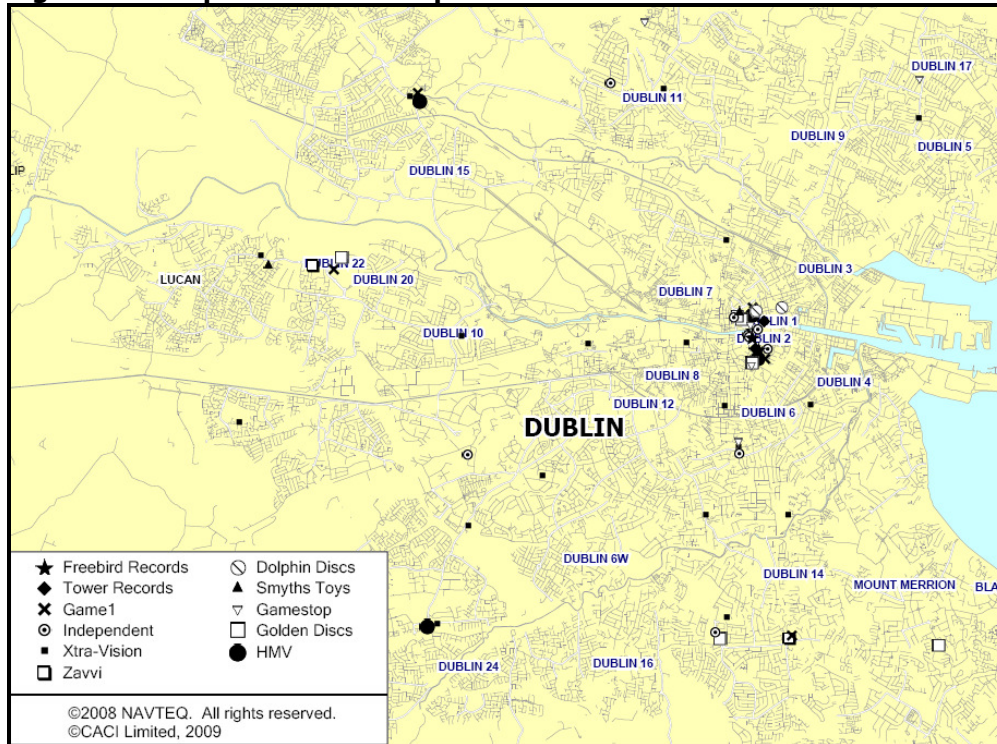 DUBLIN 17
DUBLIN 11
DUBLIN 9
DUBLIN 5
LIP
DUBLIN 15
DUBLIN 22
LUCAN
DUBLIN 20
DUBLIN 3
DUBLIN 7
LIN 1
DUBLIN 10
DUBLIN 2
DUBLIN 8
DUBLIN 4
DUBLIN 12
DUBLIN 6
DUBLIN
DUBLIN 6W
DUBLIN 14
MOUNT MERRION
BLA
DUBLIN 24
DUBLIN 16
Freebird Records
Tower Records
Game1
Independent
Xtra-Vision
Zavvi
Dolphin Discs
Smyths Toys
Gamestop
Golden Discs
HMV
©2008 NAVTEQ. All rights reserved.
©CACI Limited, 2009